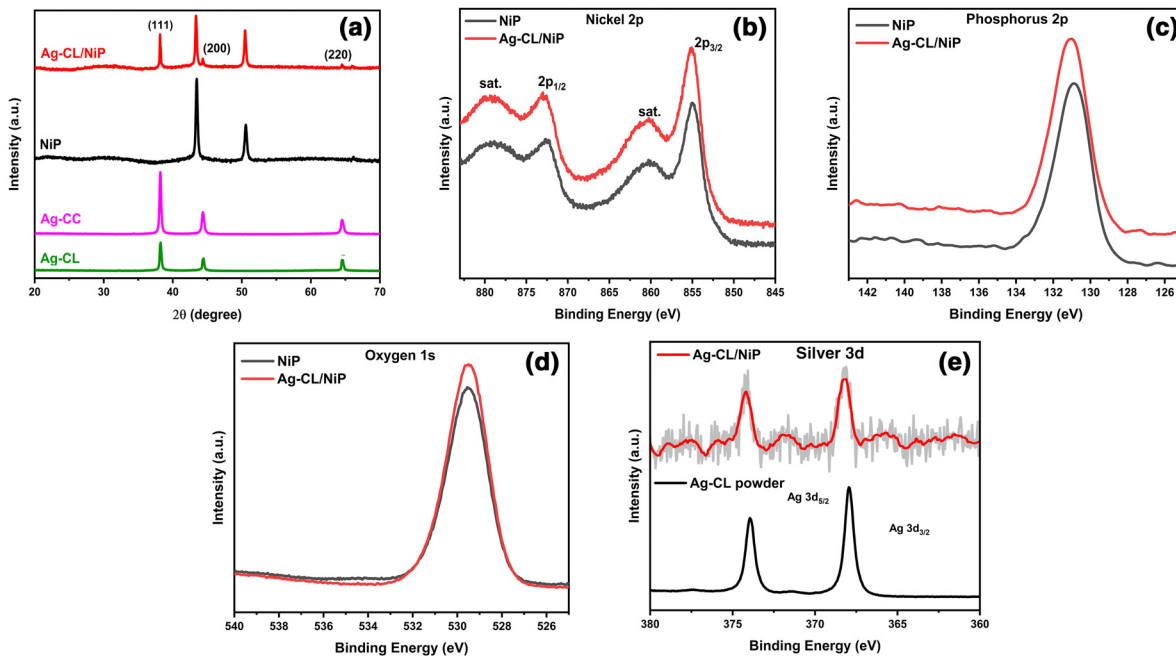 (a)
(111)
(200)
(220)
Ag-CL/NiP
NiP
Ag-CC
Ag-CL
Intensity (a.u.)
20 30 40 50 60 70
2θ (degree)
(b)
Nickel 2p
NiP
Ag-CL/NiP
sat.
2p1/2
sat.
2p3/2
Intensity (a.u.)
880 875 870 865 860 855 850 845
Binding Energy (eV)
(c)
Phosphorus 2p
NiP
Ag-CL/NiP
Intensity (a.u.)
142 140 138 136 134 132 130 128 126
Binding Energy (eV)
(d)
Oxygen 1s
NiP
Ag-CL/NiP
Intensity (a.u.)
540 538 536 534 532 530 528 526
Binding Energy (eV)
(e)
Silver 3d
Ag-CL/NiP
Ag-CL powder
Ag 3d5/2
Ag 3d3/2
Intensity (a.u.)
380 375 370 365 360
Binding Energy (eV)